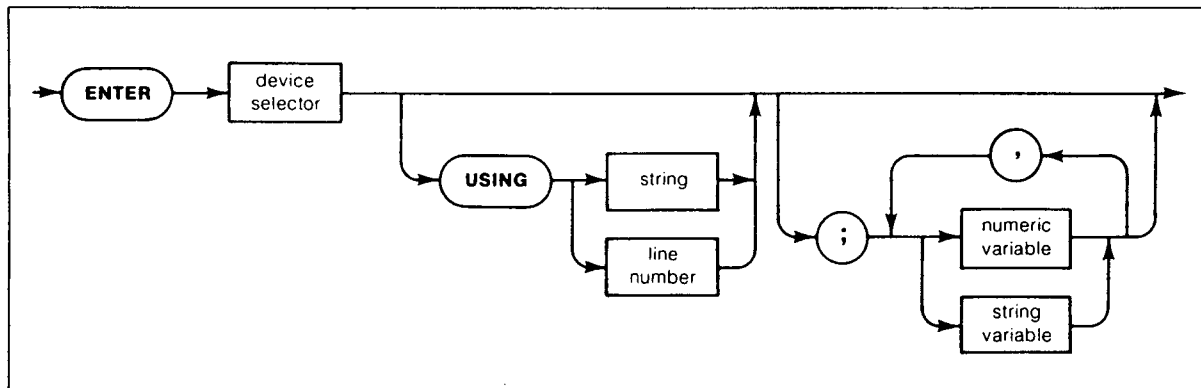 ENTER
device
selector
USING
string
line
number
;
,
numeric
variable
string
variable